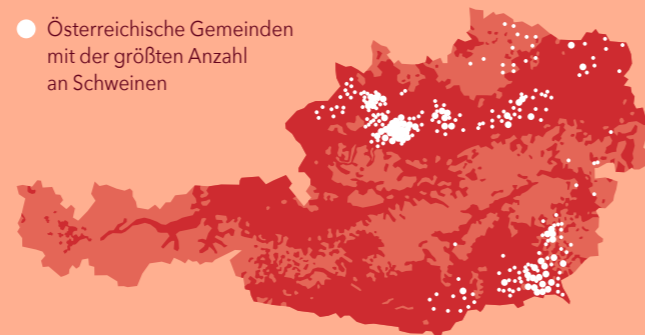 Österreichische Gemeinden
mit der größten Anzahl
an Schweinen